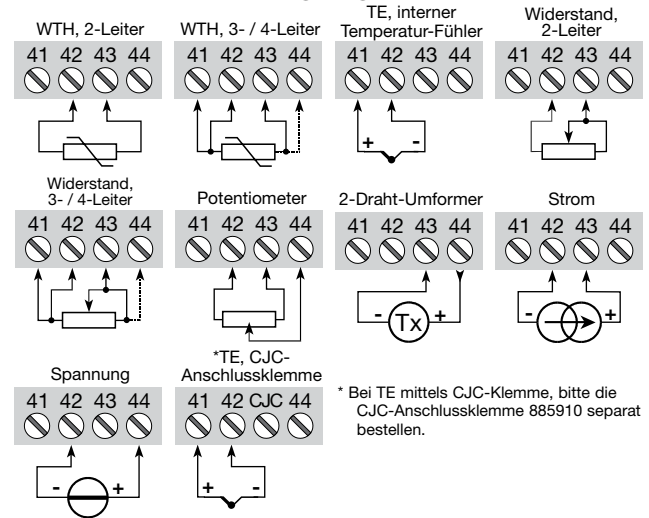 WTH, 2-Leiter
41 42 43 44
WTH, 3- / 4-Leiter
41 42 43 44
TE, interner
Temperatur-Fühler
41 42 43 44
+ -
Widerstand,
2-Leiter
41 42 43 44
Widerstand,
3- / 4-Leiter
41 42 43 44
Potentiometer
41 42 43 44
2-Draht-Umformer
41 42 43 44
- Tx +
Strom
41 42 43 44
- +
Spannung
41 42 43 44
- +
*TE, CJC-
Anschlussklemme
41 42 CJC 44
+ -
* Bei TE mittels CJC-Klemme, bitte die
CJC-Anschlussklemme 885910 separat
bestellen.